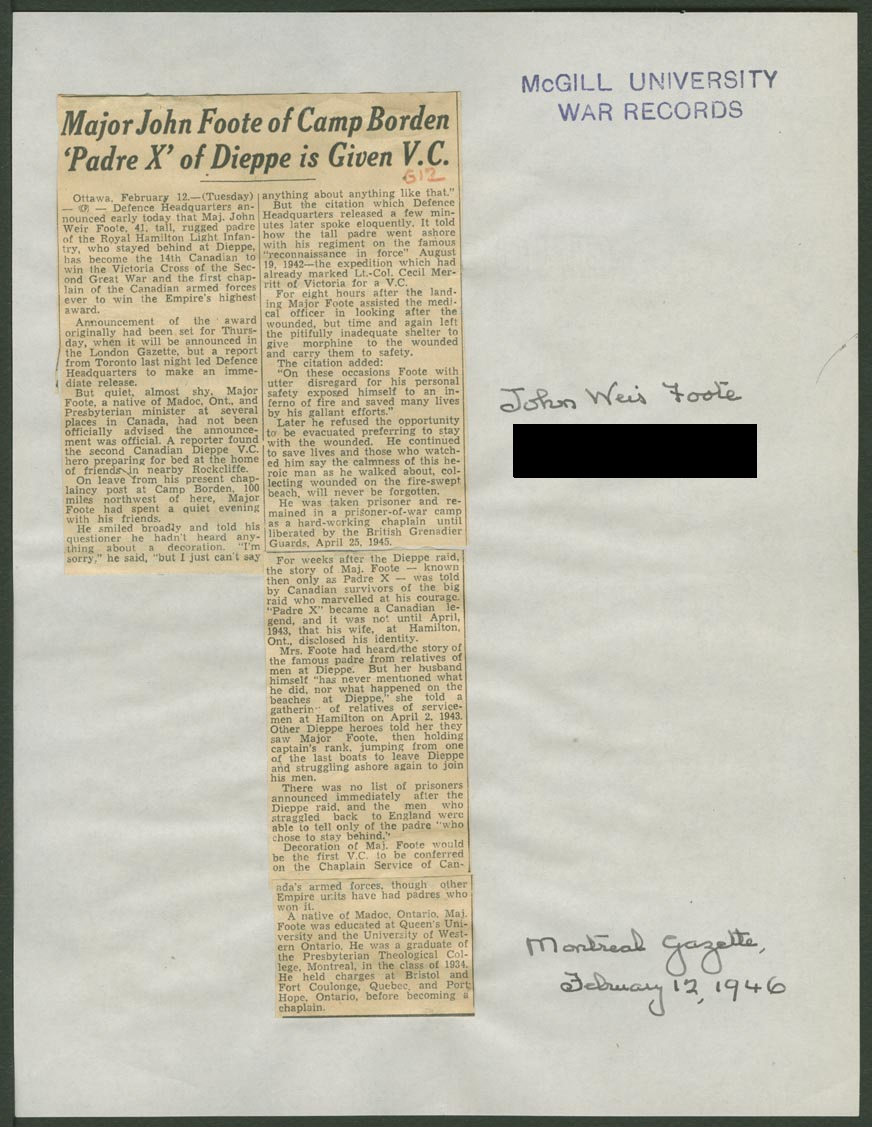 McGILL UNIVERSITY
WAR RECORDS
Major John Foote of Camp Borden
'Padre X' of Dieppe is Given V.C.
G12
Ottawa, February 12.—(Tuesday)
— (CP) — Defence Headquarters an-
nounced early today that Maj. John
Weir Foote, 41, tall, rugged padre
of the Royal Hamilton Light Infan-
try, who stayed behind at Dieppe,
has become the 14th Canadian to
win the Victoria Cross of the Sec-
ond Great War and the first chap-
lain of the Canadian armed forces
ever to win the Empire's highest
award.
Announcement of the award
originally had been set for Thurs-
day, when it will be announced in
the London Gazette, but a report
from Toronto last night led Defence
Headquarters to make an imme-
diate release.
But quiet, almost shy, Major
Foote, a native of Madoc, Ont., and
Presbyterian minister at several
places in Canada, had not been
officially advised the announce-
ment was official. A reporter found
the second Canadian Dieppe V.C.
hero preparing for bed at the home
of friends in nearby Rockcliffe.
On leave from his present chap-
laincy post at Camp Borden, 100
miles northwest of here, Major
Foote had spent a quiet evening
with his friends.
He smiled broadly and told his
questioner he hadn't heard any-
thing about a decoration. "I'm
sorry," he said, "but I just can't say
anything about anything like that."
But the citation which Defence
Headquarters released a few min-
utes later spoke eloquently. It told
how the tall padre went ashore
with his regiment on the famous
"reconnaissance in force" August
19, 1942—the expedition which had
already marked Lt.-Col. Cecil Mer-
ritt of Victoria for a V.C.
For eight hours after the land-
ing Major Foote assisted the medi-
cal officer in looking after the
wounded, but time and again left
the pitifully inadequate shelter to
give morphine to the wounded
and carry them to safety.
The citation added:
"On these occasions Foote with
utter disregard for his personal
safety exposed himself to an in-
ferno of fire and saved many lives
by his gallant efforts."
Later he refused the opportunity
to be evacuated preferring to stay
with the wounded. He continued
to save lives and those who watch-
ed him say the calmness of this he-
roic man as he walked about, col-
lecting wounded on the fire-swept
beach, will never be forgotten.
He was taken prisoner and re-
mained in a prisoner-of-war camp
as a hard-working chaplain until
liberated by the British Grenadier
Guards, April 25, 1945.
For weeks after the Dieppe raid,
the story of Maj. Foote — known
then only as Padre X — was told
by Canadian survivors of the big
raid who marvelled at his courage.
"Padre X" became a Canadian le-
gend, and it was not until April,
1943, that his wife, at Hamilton,
Ont., disclosed his identity.
Mrs. Foote had heard the story of
the famous padre from relatives of
men at Dieppe. But her husband
himself "has never mentioned what
he did, nor what happened on the
beaches at Dieppe," she told a
gatherin of relatives of service-
men at Hamilton on April 2, 1943.
Other Dieppe heroes told her they
saw Major Foote, then holding
captain's rank, jumping from one
of the last boats to leave Dieppe
and struggling ashore again to join
his men.
There was no list of prisoners
announced immediately after the
Dieppe raid, and the men who
straggled back to England were
able to tell only of the padre "who
chose to stay behind."
Decoration of Maj. Foote would
be the first V.C. to be conferred
on the Chaplain Service of Can-
ada's armed forces, though other
Empire units have had padres who
won it.
A native of Madoc, Ontario, Maj.
Foote was educated at Queen's Uni-
versity and the University of West-
ern Ontario. He was a graduate of
the Presbyterian Theological Col-
lege, Montreal, in the class of 1934.
He held charges at Bristol and
Fort Coulonge, Quebec, and Port
Hope, Ontario, before becoming a
chaplain.
John Weir Foote
Montreal Gazette,
February 12, 1946